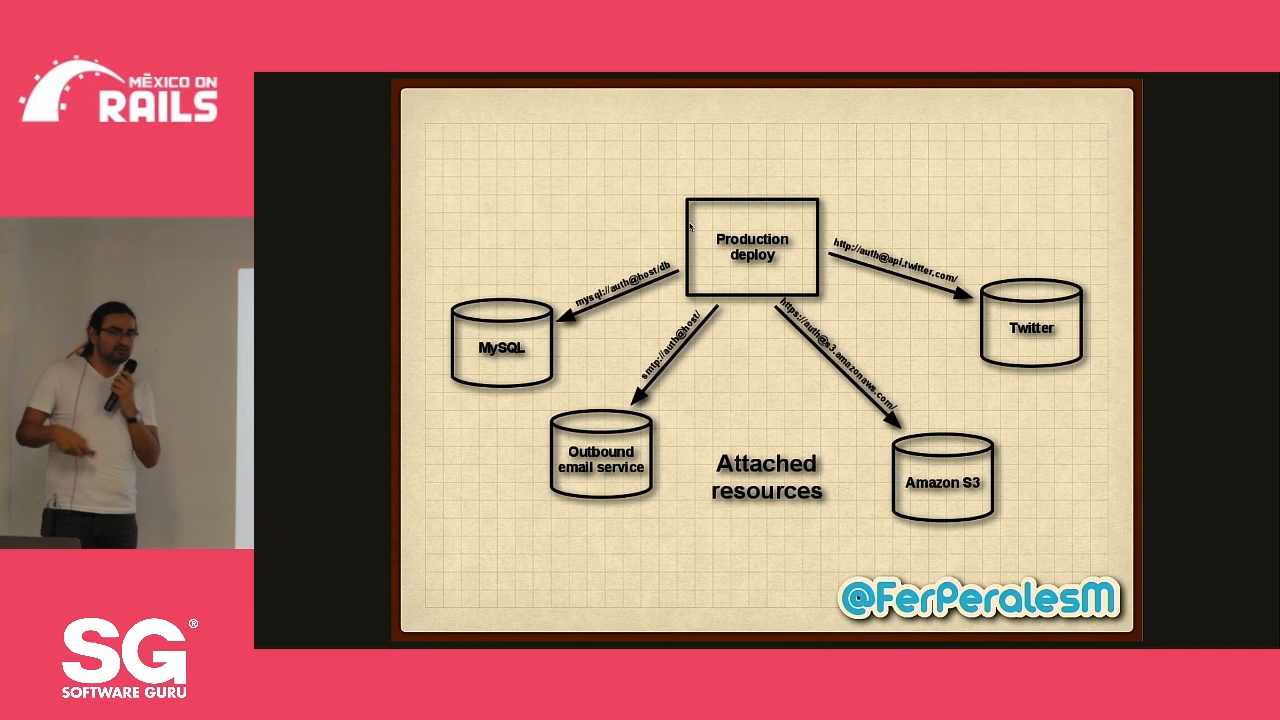 MÉXICO ON
RAILS
Production
deploy
mysql://auth@host/db
smtp://auth@host/
https://auth@s3.amazonaws.com/
http://auth@api.twitter.com/
MySQL
Twitter
Outbound
email service
Attached
resources
Amazon S3
@FerPeralesM
SG®
SOFTWARE GURU